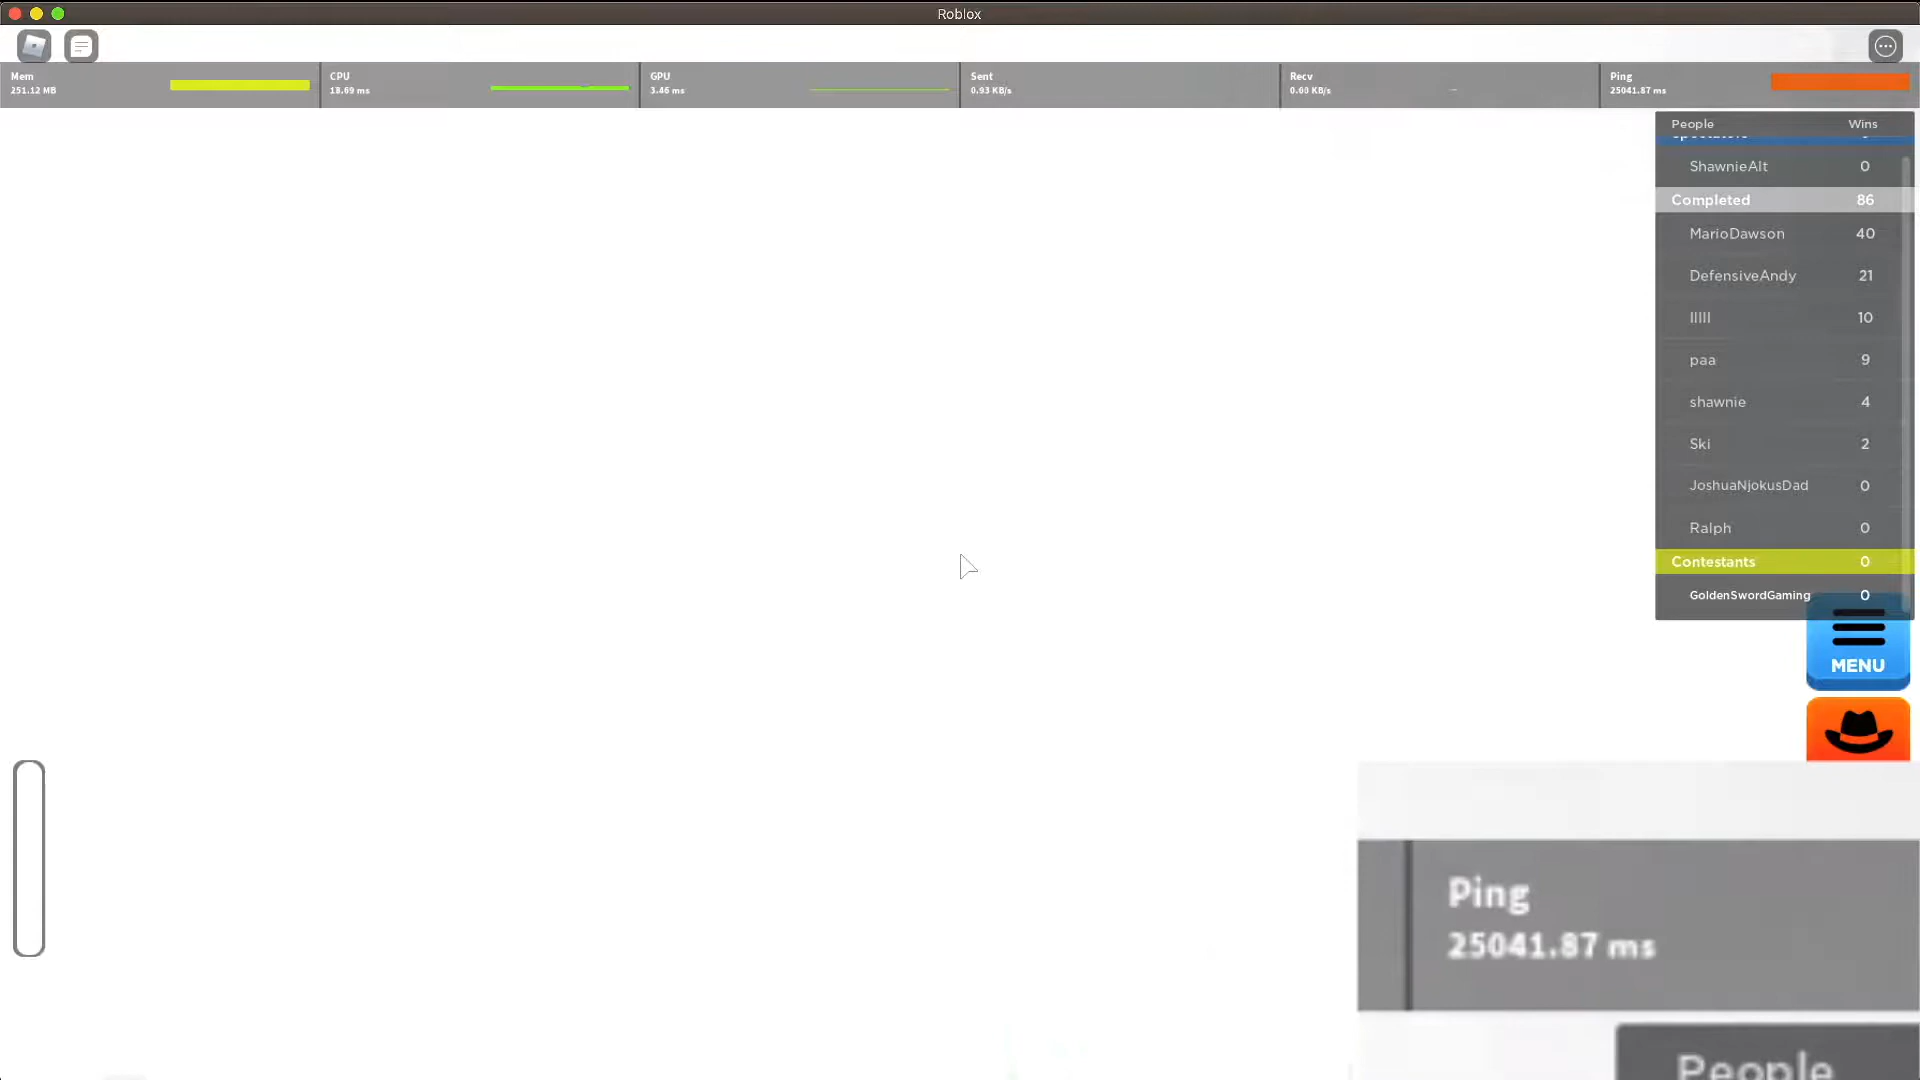 Roblox
Mem
251.12 MB
CPU
18.69 ms
GPU
3.46 ms
Sent
0.93 KB/s
Recv
0.00 KB/s
Ping
25041.87 ms
People Wins
Spectators 0
ShawnieAlt 0
Completed 86
MarioDawson 40
DefensiveAndy 21
paa 9
shawnie 4
Ski 2
JoshuaNjokusDad 0
Ralph 0
Contestants 0
GoldenSwordGaming 0
MENU
Ping
25041.87 ms
People